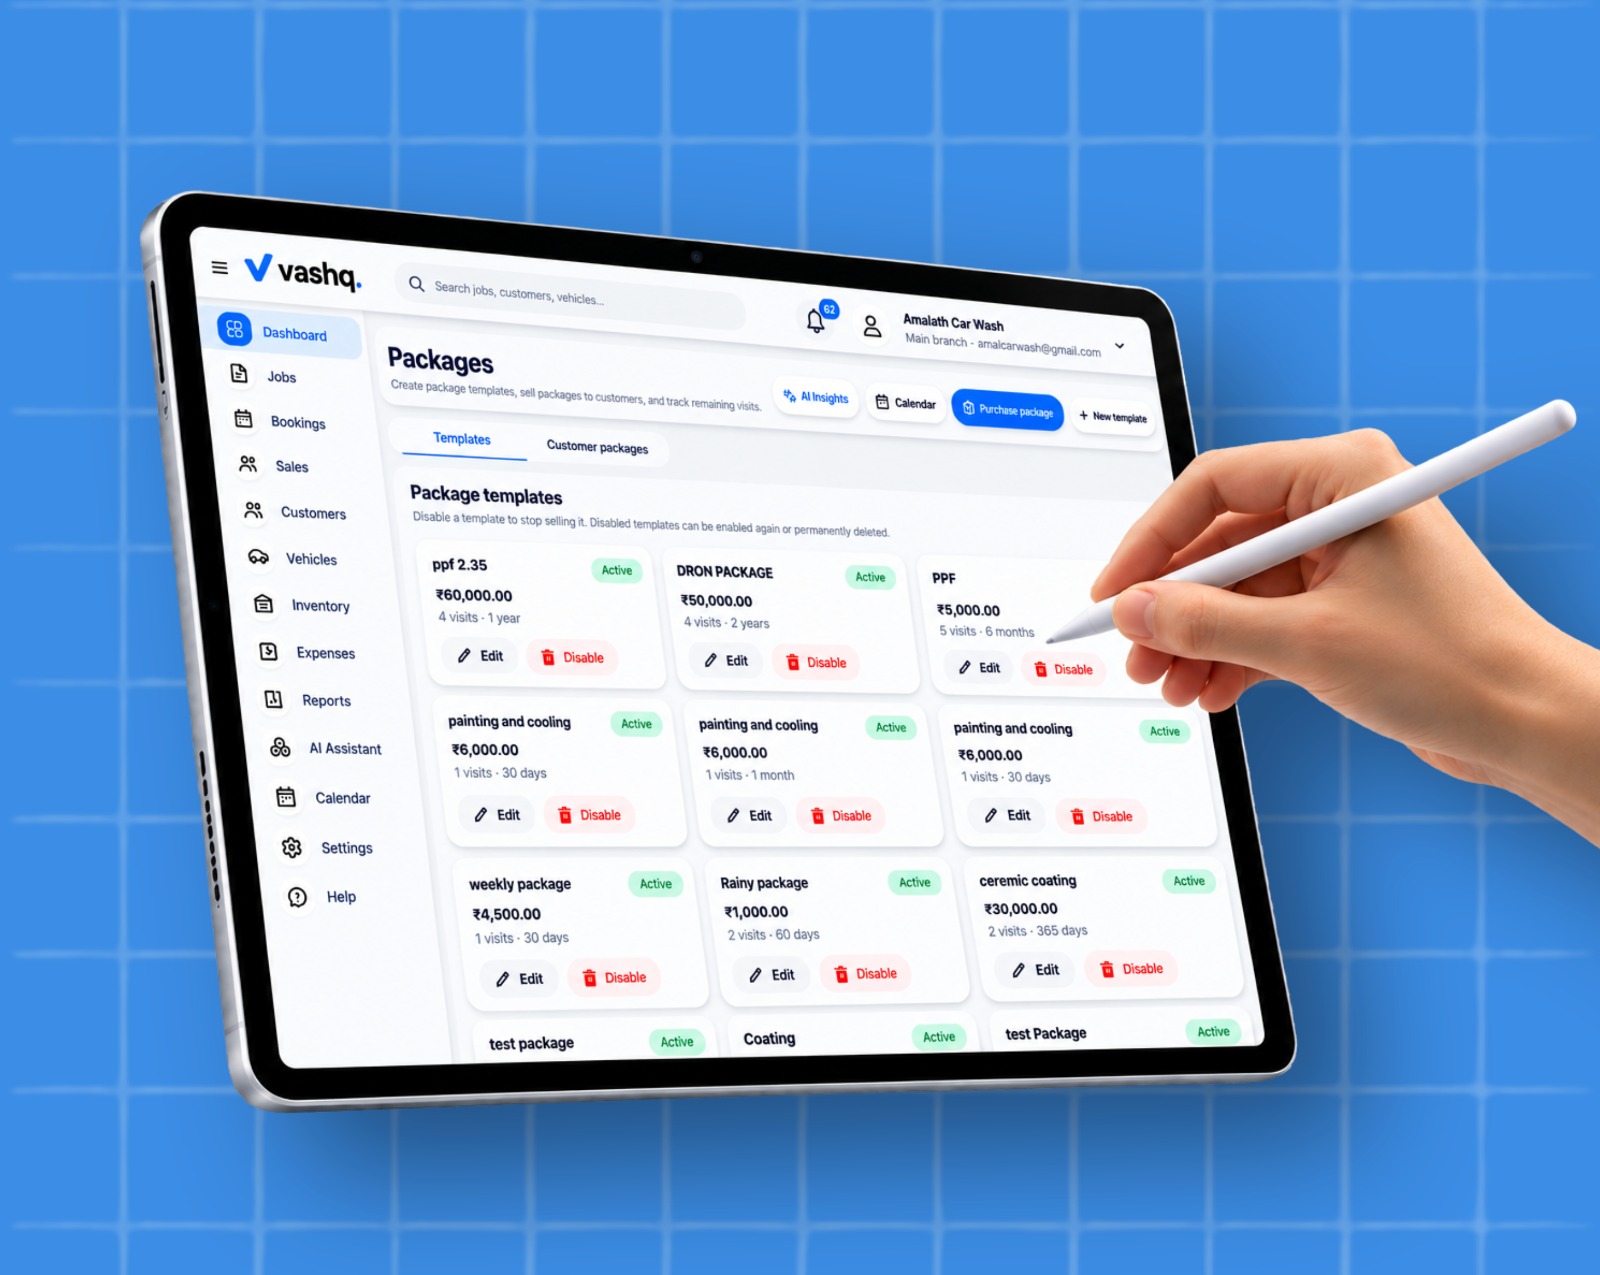 vashq.
Search jobs, customers, vehicles...
62
Amalath Car Wash
Main branch - amalcarwash@gmail.com
Dashboard
Jobs
Bookings
Sales
Customers
Vehicles
Inventory
Expenses
Reports
AI Assistant
Calendar
Settings
Help
Packages
Create package templates, sell packages to customers, and track remaining visits.
AI Insights
Calendar
Purchase package
+ New template
Templates
Customer packages
Package templates
Disable a template to stop selling it. Disabled templates can be enabled again or permanently deleted.
ppf 2.35
Active
₹60,000.00
4 visits · 1 year
Edit
Disable
DRON PACKAGE
Active
₹50,000.00
4 visits · 2 years
Edit
Disable
PPF
₹5,000.00
5 visits · 6 months
Edit
Disable
painting and cooling
Active
₹6,000.00
1 visits · 30 days
Edit
Disable
painting and cooling
Active
₹6,000.00
1 visits · 1 month
Edit
Disable
painting and cooling
Active
₹6,000.00
1 visits · 30 days
Edit
Disable
weekly package
Active
₹4,500.00
1 visits · 30 days
Edit
Disable
Rainy package
Active
₹1,000.00
2 visits · 60 days
Edit
Disable
ceremic coating
Active
₹30,000.00
2 visits · 365 days
Edit
Disable
test package
Active
Coating
Active
test Package
Active